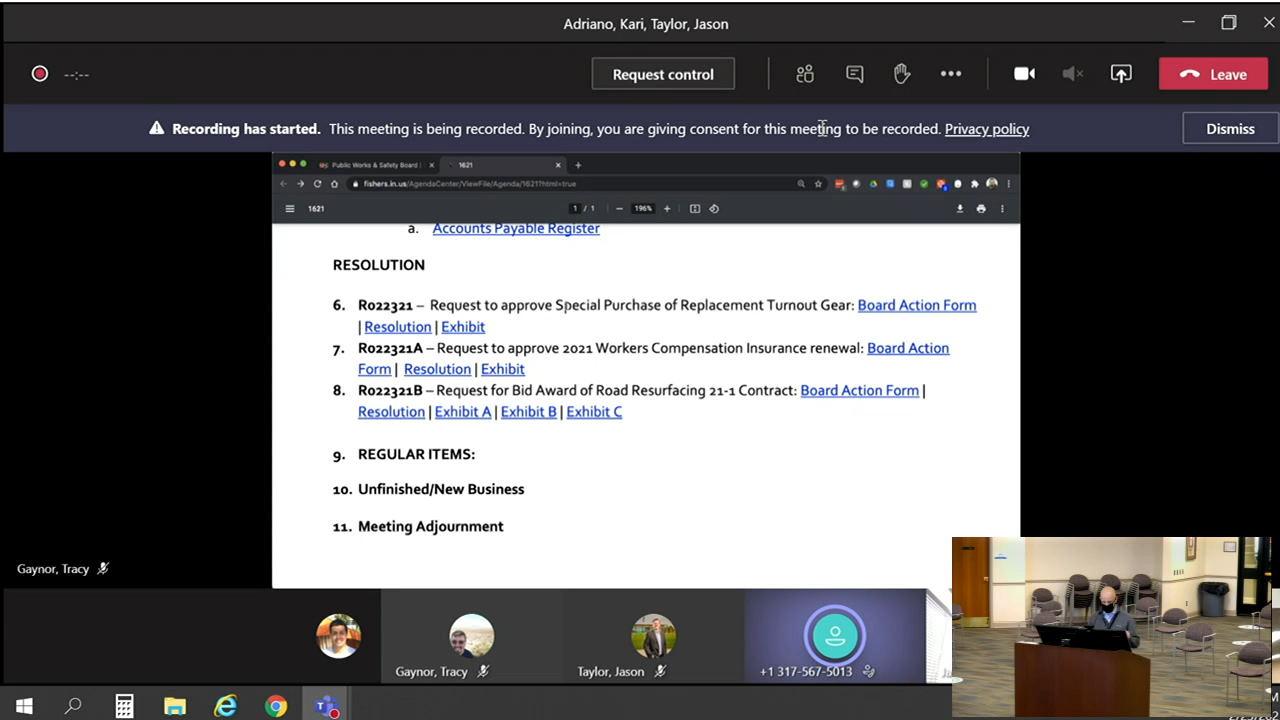 Adriano, Kari, Taylor, Jason
--:--
Request control
Leave
Recording has started. This meeting is being recorded. By joining, you are giving consent for this meeting to be recorded. Privacy policy
Dismiss
Public Works & Safety Board
1621
fishers.in.us/AgendaCenter/ViewFile/Agenda/1621?html=true
1621
1 / 1
196%
a. Accounts Payable Register
RESOLUTION
6. R022321 – Request to approve Special Purchase of Replacement Turnout Gear: Board Action Form
| Resolution | Exhibit
7. R022321A – Request to approve 2021 Workers Compensation Insurance renewal: Board Action
Form | Resolution | Exhibit
8. R022321B – Request for Bid Award of Road Resurfacing 21-1 Contract: Board Action Form |
Resolution | Exhibit A | Exhibit B | Exhibit C
9. REGULAR ITEMS:
10. Unfinished/New Business
11. Meeting Adjournment
Gaynor, Tracy
Gaynor, Tracy
Taylor, Jason
+1 317-567-5013